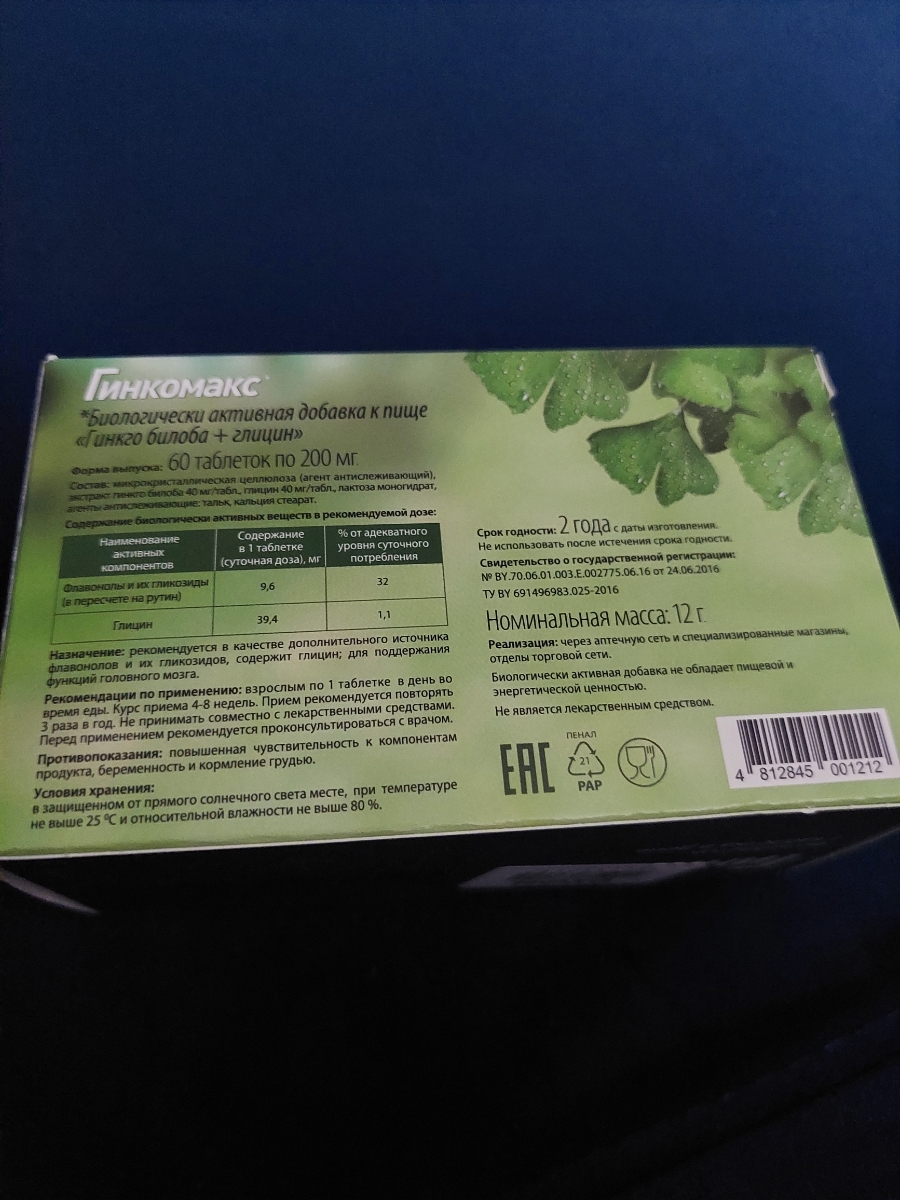 Гинкомакс
*Биологически активная добавка к пище
«Гинкго билоба + глицин»
Форма выпуска: 60 таблеток по 200 мг.
Состав: микрокристаллическая целлюлоза (агент антислеживающий),
экстракт гинкго билоба 40 мг/табл., глицин 40 мг/табл., лактоза моногидрат,
агенты антислеживающие: тальк, кальция стеарат.
Содержание биологически активных веществ в рекомендуемой дозе:
Наименование активных компонентов
Содержание в 1 таблетке (суточная доза), мг
% от адекватного уровня суточного потребления
Флавонолы и их гликозиды (в пересчете на рутин)
9,6
32
Глицин
39,4
1,1
Назначение: рекомендуется в качестве дополнительного источника
флавонолов и их гликозидов, содержит глицин; для поддержания
функций головного мозга.
Рекомендации по применению: взрослым по 1 таблетке в день во
время еды. Курс приема 4-8 недель. Прием рекомендуется повторять
3 раза в год. Не принимать совместно с лекарственными средствами.
Перед применением рекомендуется проконсультироваться с врачом.
Противопоказания: повышенная чувствительность к компонентам
продукта, беременность и кормление грудью.
Условия хранения:
в защищенном от прямого солнечного света месте, при температуре
не выше 25 °С и относительной влажности не выше 80 %.
Срок годности: 2 года с даты изготовления.
Не использовать после истечения срока годности.
Свидетельство о государственной регистрации:
№ BY.70.06.01.003.E.002775.06.16 от 24.06.2016
ТУ BY 691496983.025-2016
Номинальная масса: 12 г.
Реализация: через аптечную сеть и специализированные магазины,
отделы торговой сети.
Биологически активная добавка не обладает пищевой и
энергетической ценностью.
Не является лекарственным средством.
EAC
ПЕНАЛ
21
PAP
4 812845 001212